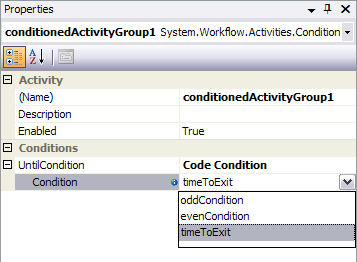 Properties
conditionedActivityGroup1 System.Workflow.Activities.Condition
A Z
Activity
(Name) conditionedActivityGroup1
Description
Enabled True
Conditions
UntilCondition Code Condition
Condition timeToExit
oddCondition
evenCondition
timeToExit